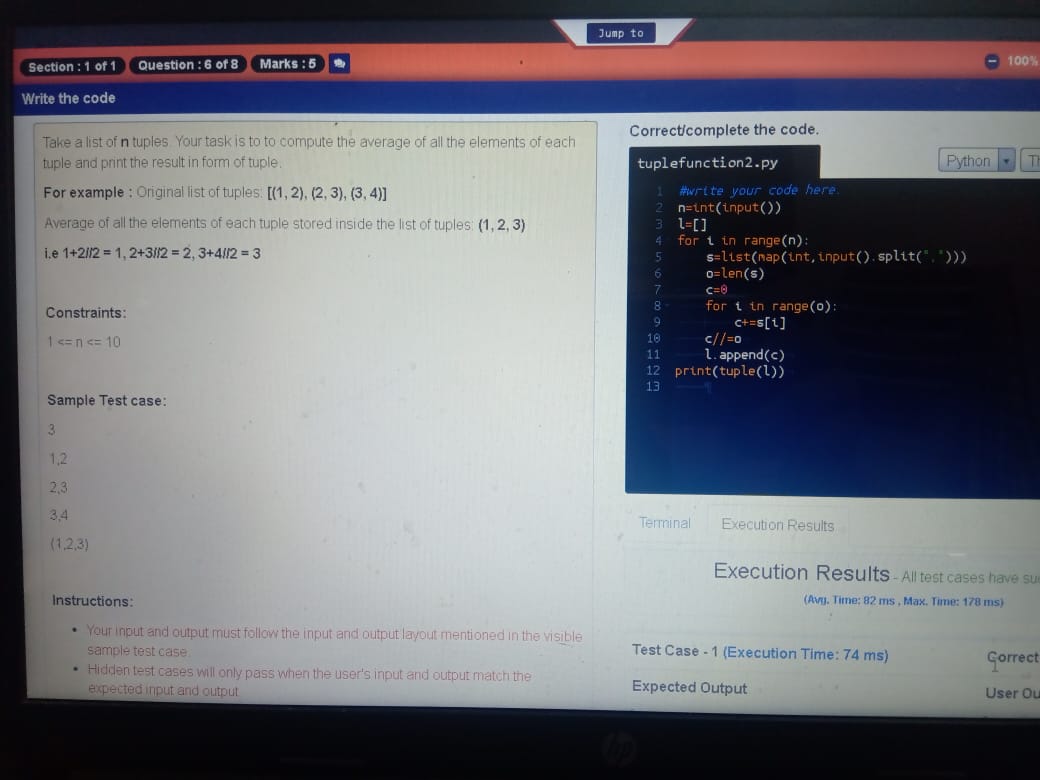 Jump to
Section : 1 of 1 Question : 6 of 8 Marks : 5
100%
Write the code
Take a list of n tuples. Your task is to to compute the average of all the elements of each
tuple and print the result in form of tuple.
For example : Original list of tuples: [(1, 2), (2, 3), (3, 4)]
Average of all the elements of each tuple stored inside the list of tuples: (1, 2, 3)
i.e 1+2//2 = 1, 2+3//2 = 2, 3+4//2 = 3
Constraints:
1 <= n <= 10
Sample Test case:
3
1,2
2,3
3,4
(1,2,3)
Instructions:
• Your input and output must follow the input and output layout mentioned in the visible
sample test case.
• Hidden test cases will only pass when the user's input and output match the
expected input and output
Correct/complete the code.
tuplefunction2.py
Python
1 #write your code here.
2 n=int(input())
3 l=[]
4 for i in range(n):
5 s=list(map(int,input().split(",")))
6 o=len(s)
7 c=0
8 for i in range(o):
9 c+=s[i]
10 c//=o
11 l.append(c)
12 print(tuple(l))
13
Terminal Execution Results
Execution Results - All test cases have
(Avg. Time: 82 ms , Max. Time: 178 ms)
Test Case - 1 (Execution Time: 74 ms) Correct
Expected Output User
hp